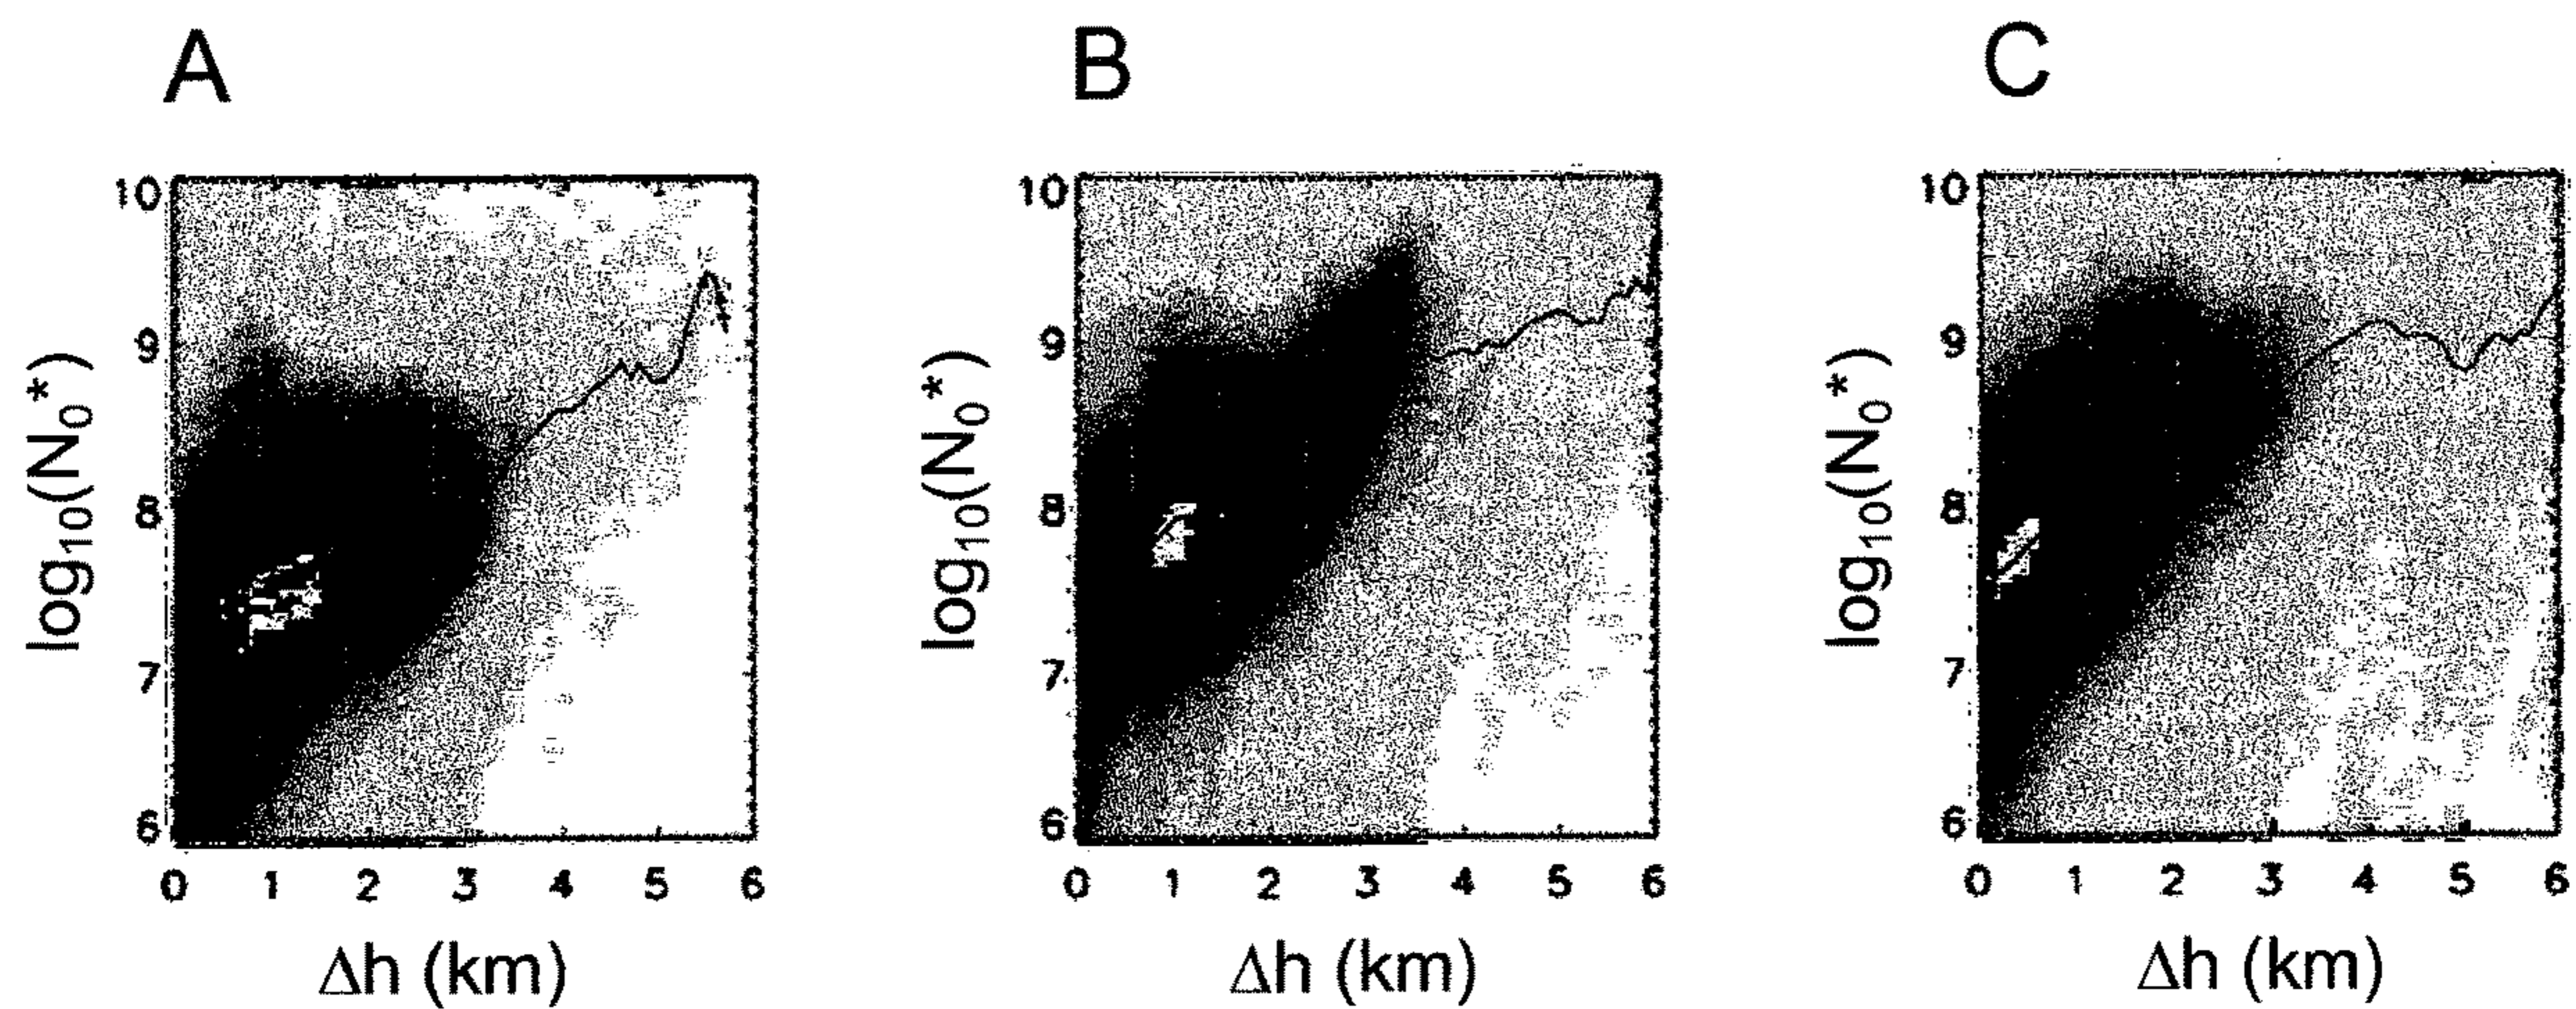 A B C
10 10 10
9 9 9
8 8 8
7 7 7
6 6 6
log10(N0*) log10(N0*) log10(N0*)
0 1 2 3 4 5 6 0 1 2 3 4 5 6 0 1 2 3 4 5 6
Δh (km) Δh (km) Δh (km)